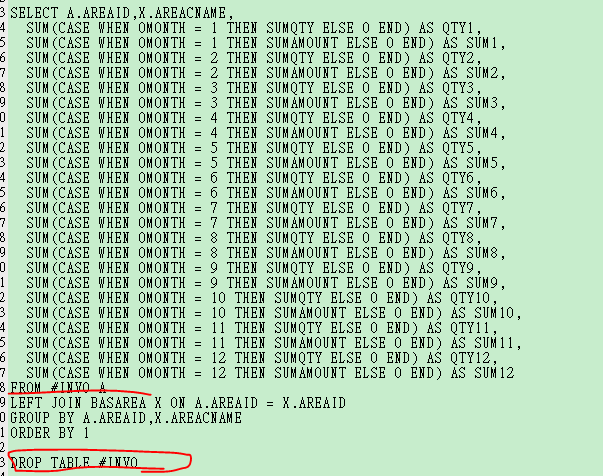 3 SELECT A.AREAID,X.AREACNAME,
4 SUM(CASE WHEN OMONTH = 1 THEN SUMQTY ELSE 0 END) AS QTY1,
5 SUM(CASE WHEN OMONTH = 1 THEN SUMAMOUNT ELSE 0 END) AS SUM1,
6 SUM(CASE WHEN OMONTH = 2 THEN SUMQTY ELSE 0 END) AS QTY2,
7 SUM(CASE WHEN OMONTH = 2 THEN SUMAMOUNT ELSE 0 END) AS SUM2,
8 SUM(CASE WHEN OMONTH = 3 THEN SUMQTY ELSE 0 END) AS QTY3,
9 SUM(CASE WHEN OMONTH = 3 THEN SUMAMOUNT ELSE 0 END) AS SUM3,
0 SUM(CASE WHEN OMONTH = 4 THEN SUMQTY ELSE 0 END) AS QTY4,
1 SUM(CASE WHEN OMONTH = 4 THEN SUMAMOUNT ELSE 0 END) AS SUM4,
2 SUM(CASE WHEN OMONTH = 5 THEN SUMQTY ELSE 0 END) AS QTY5,
3 SUM(CASE WHEN OMONTH = 5 THEN SUMAMOUNT ELSE 0 END) AS SUM5,
4 SUM(CASE WHEN OMONTH = 6 THEN SUMQTY ELSE 0 END) AS QTY6,
5 SUM(CASE WHEN OMONTH = 6 THEN SUMAMOUNT ELSE 0 END) AS SUM6,
6 SUM(CASE WHEN OMONTH = 7 THEN SUMQTY ELSE 0 END) AS QTY7,
7 SUM(CASE WHEN OMONTH = 7 THEN SUMAMOUNT ELSE 0 END) AS SUM7,
8 SUM(CASE WHEN OMONTH = 8 THEN SUMQTY ELSE 0 END) AS QTY8,
9 SUM(CASE WHEN OMONTH = 8 THEN SUMAMOUNT ELSE 0 END) AS SUM8,
0 SUM(CASE WHEN OMONTH = 9 THEN SUMQTY ELSE 0 END) AS QTY9,
1 SUM(CASE WHEN OMONTH = 9 THEN SUMAMOUNT ELSE 0 END) AS SUM9,
2 SUM(CASE WHEN OMONTH = 10 THEN SUMQTY ELSE 0 END) AS QTY10,
3 SUM(CASE WHEN OMONTH = 10 THEN SUMAMOUNT ELSE 0 END) AS SUM10,
4 SUM(CASE WHEN OMONTH = 11 THEN SUMQTY ELSE 0 END) AS QTY11,
5 SUM(CASE WHEN OMONTH = 11 THEN SUMAMOUNT ELSE 0 END) AS SUM11,
6 SUM(CASE WHEN OMONTH = 12 THEN SUMQTY ELSE 0 END) AS QTY12,
7 SUM(CASE WHEN OMONTH = 12 THEN SUMAMOUNT ELSE 0 END) AS SUM12
8 FROM #INVO A
9 LEFT JOIN BASAREA X ON A.AREAID = X.AREAID
0 GROUP BY A.AREAID,X.AREACNAME
1 ORDER BY 1
2
3 DROP TABLE #INVO